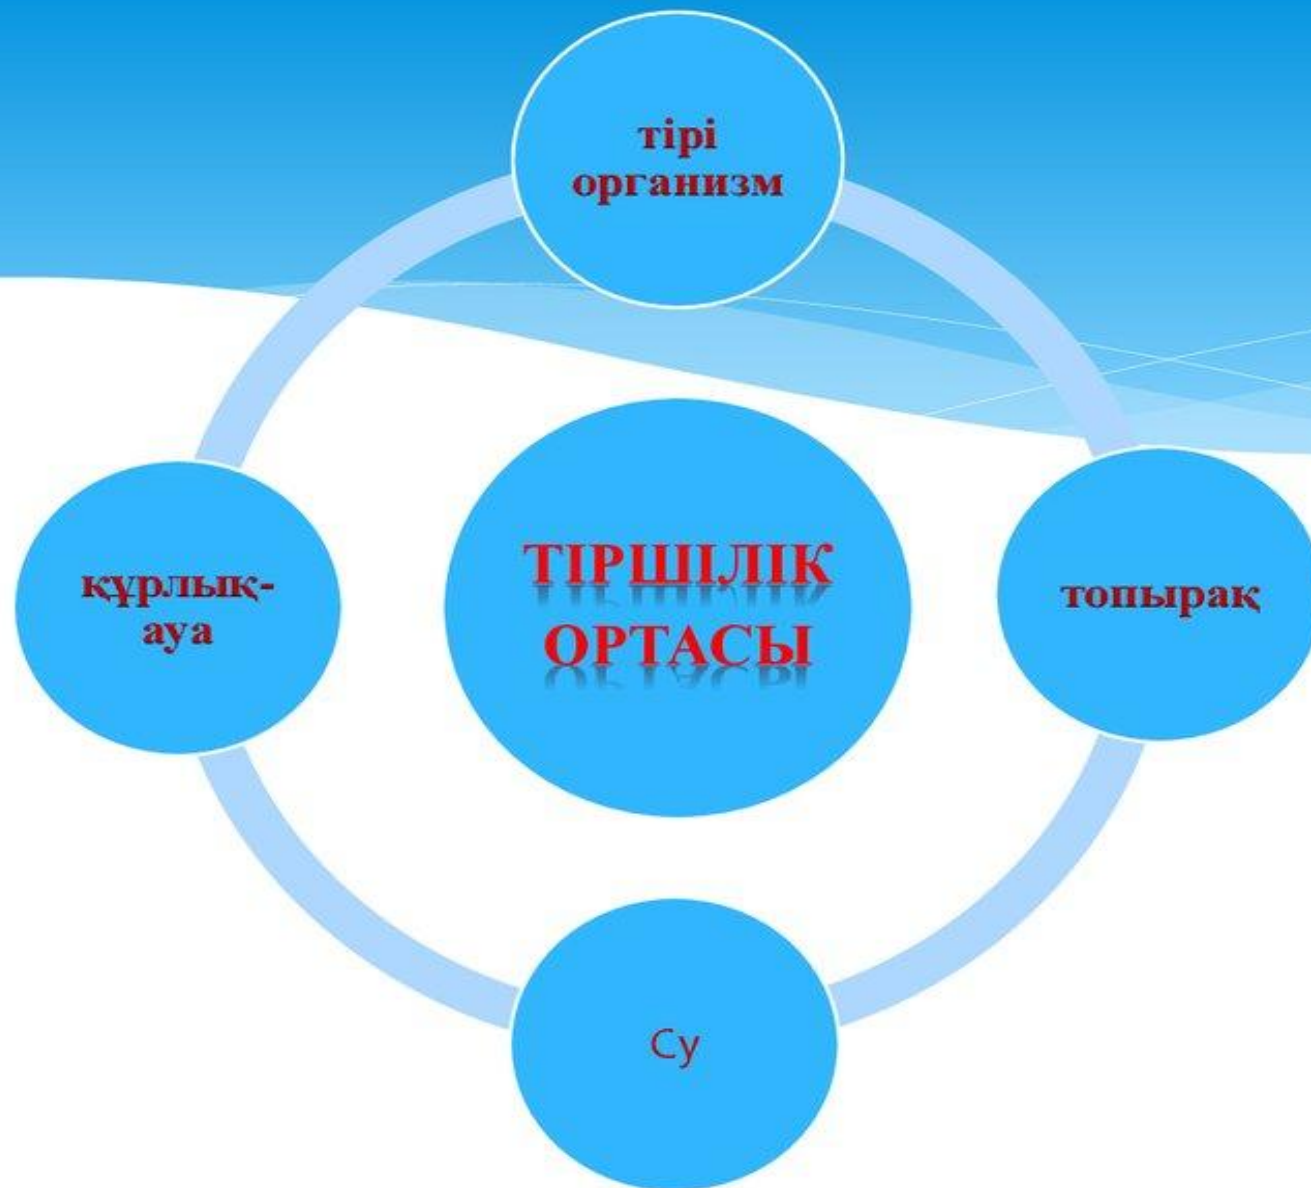 тірі
организм
құрлық-
ауа
ТІРШІЛІК
ОРТАСЫ
топырақ
Су